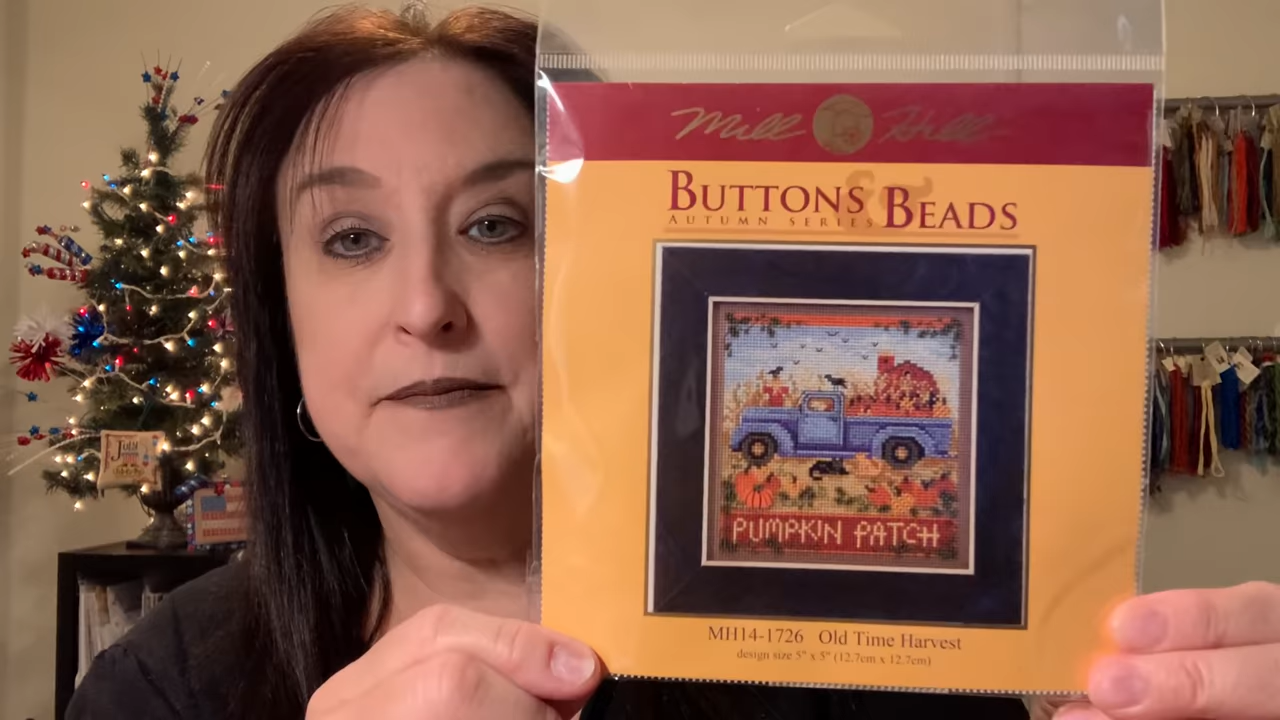 Mill Hill
BUTTONS & BEADS
AUTUMN SERIES
PUMPKIN PATCH
MH14-1726 Old Time Harvest
design size 5" x 5" (12.7cm x 12.7cm)
July